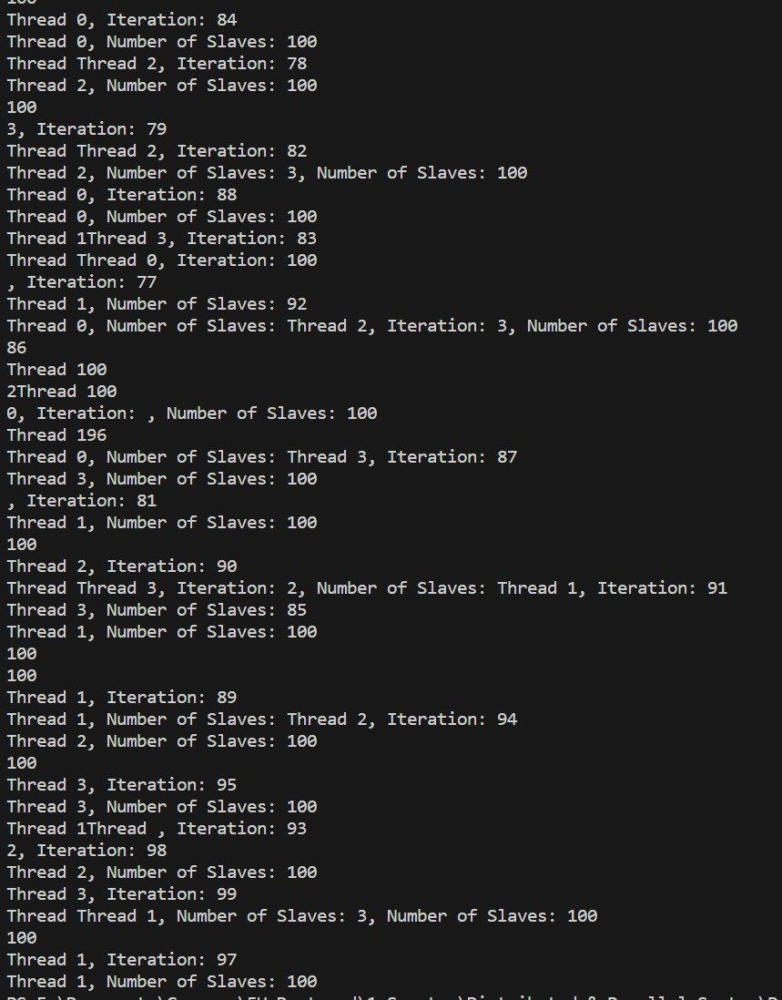 100
Thread 0, Iteration: 84
Thread 0, Number of Slaves: 100
Thread Thread 2, Iteration: 78
Thread 2, Number of Slaves: 100
100
3, Iteration: 79
Thread Thread 2, Iteration: 82
Thread 2, Number of Slaves: 3, Number of Slaves: 100
Thread 0, Iteration: 88
Thread 0, Number of Slaves: 100
Thread 1Thread 3, Iteration: 83
Thread Thread 0, Iteration: 100
, Iteration: 77
Thread 1, Number of Slaves: 92
Thread 0, Number of Slaves: Thread 2, Iteration: 3, Number of Slaves: 100
86
Thread 100
2Thread 100
0, Iteration: , Number of Slaves: 100
Thread 196
Thread 0, Number of Slaves: Thread 3, Iteration: 87
Thread 3, Number of Slaves: 100
, Iteration: 81
Thread 1, Number of Slaves: 100
100
Thread 2, Iteration: 90
Thread Thread 3, Iteration: 2, Number of Slaves: Thread 1, Iteration: 91
Thread 3, Number of Slaves: 85
Thread 1, Number of Slaves: 100
100
100
Thread 1, Iteration: 89
Thread 1, Number of Slaves: Thread 2, Iteration: 94
Thread 2, Number of Slaves: 100
100
Thread 3, Iteration: 95
Thread 3, Number of Slaves: 100
Thread 1Thread , Iteration: 93
2, Iteration: 98
Thread 2, Number of Slaves: 100
Thread 3, Iteration: 99
Thread Thread 1, Number of Slaves: 3, Number of Slaves: 100
100
Thread 1, Iteration: 97
Thread 1, Number of Slaves: 100